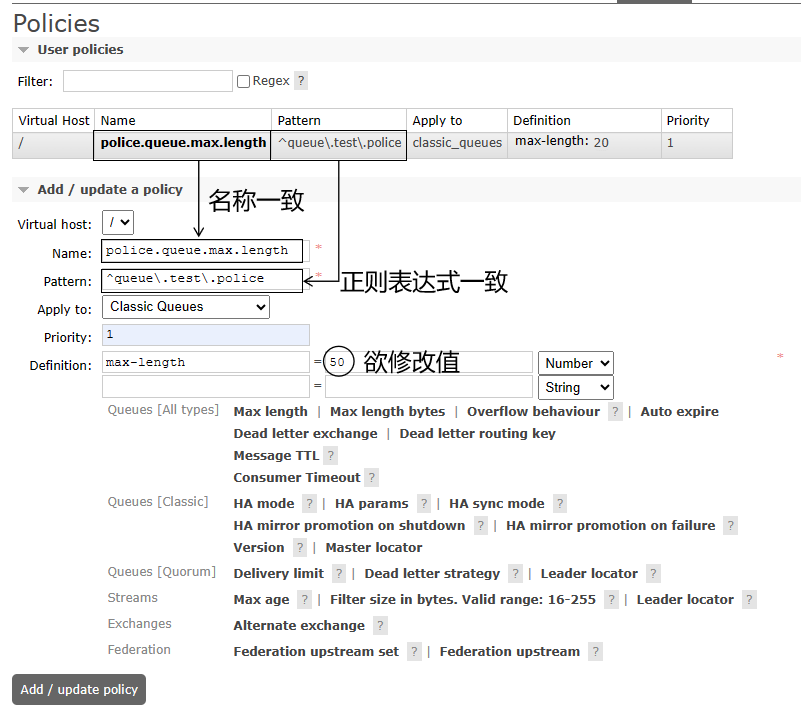 Policies
User policies
Filter: Regex ?
Virtual Host Name Pattern Apply to Definition Priority
/ police.queue.max.length ^queue\.test\.police classic_queues max-length: 20 1
Add / update a policy
名称一致
Virtual host: /
Name: police.queue.max.length *
Pattern: ^queue\.test\.police *
正则表达式一致
Apply to: Classic Queues
Priority: 1
Definition: max-length = 50 欲修改值 Number *
= String
Queues [All types] Max length | Max length bytes | Overflow behaviour ? | Auto expire
Dead letter exchange | Dead letter routing key
Message TTL ?
Consumer Timeout ?
Queues [Classic] HA mode ? | HA params ? | HA sync mode ?
HA mirror promotion on shutdown ? | HA mirror promotion on failure ?
Version ? | Master locator
Queues [Quorum] Delivery limit ? | Dead letter strategy ? | Leader locator ?
Streams Max age ? | Filter size in bytes. Valid range: 16-255 ? | Leader locator ?
Exchanges Alternate exchange ?
Federation Federation upstream set ? | Federation upstream ?
Add / update policy